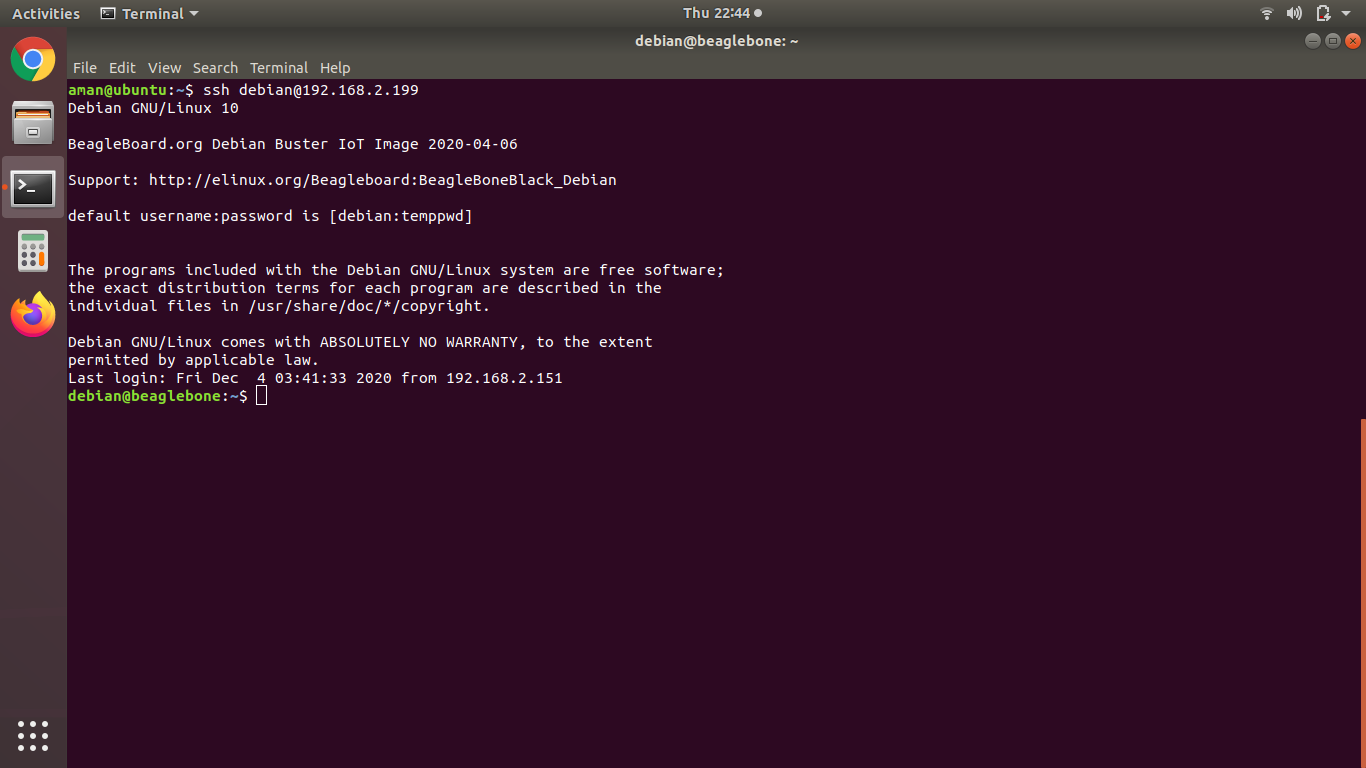 Activities Terminal Thu 22:44
debian@beaglebone: ~
File Edit View Search Terminal Help
aman@ubuntu:~$ ssh debian@192.168.2.199
Debian GNU/Linux 10
BeagleBoard.org Debian Buster IoT Image 2020-04-06
Support: http://elinux.org/Beagleboard:BeagleBoneBlack_Debian
default username:password is [debian:temppwd]
The programs included with the Debian GNU/Linux system are free software;
the exact distribution terms for each program are described in the
individual files in /usr/share/doc/*/copyright.
Debian GNU/Linux comes with ABSOLUTELY NO WARRANTY, to the extent
permitted by applicable law.
Last login: Fri Dec  4 03:41:33 2020 from 192.168.2.151
debian@beaglebone:~$